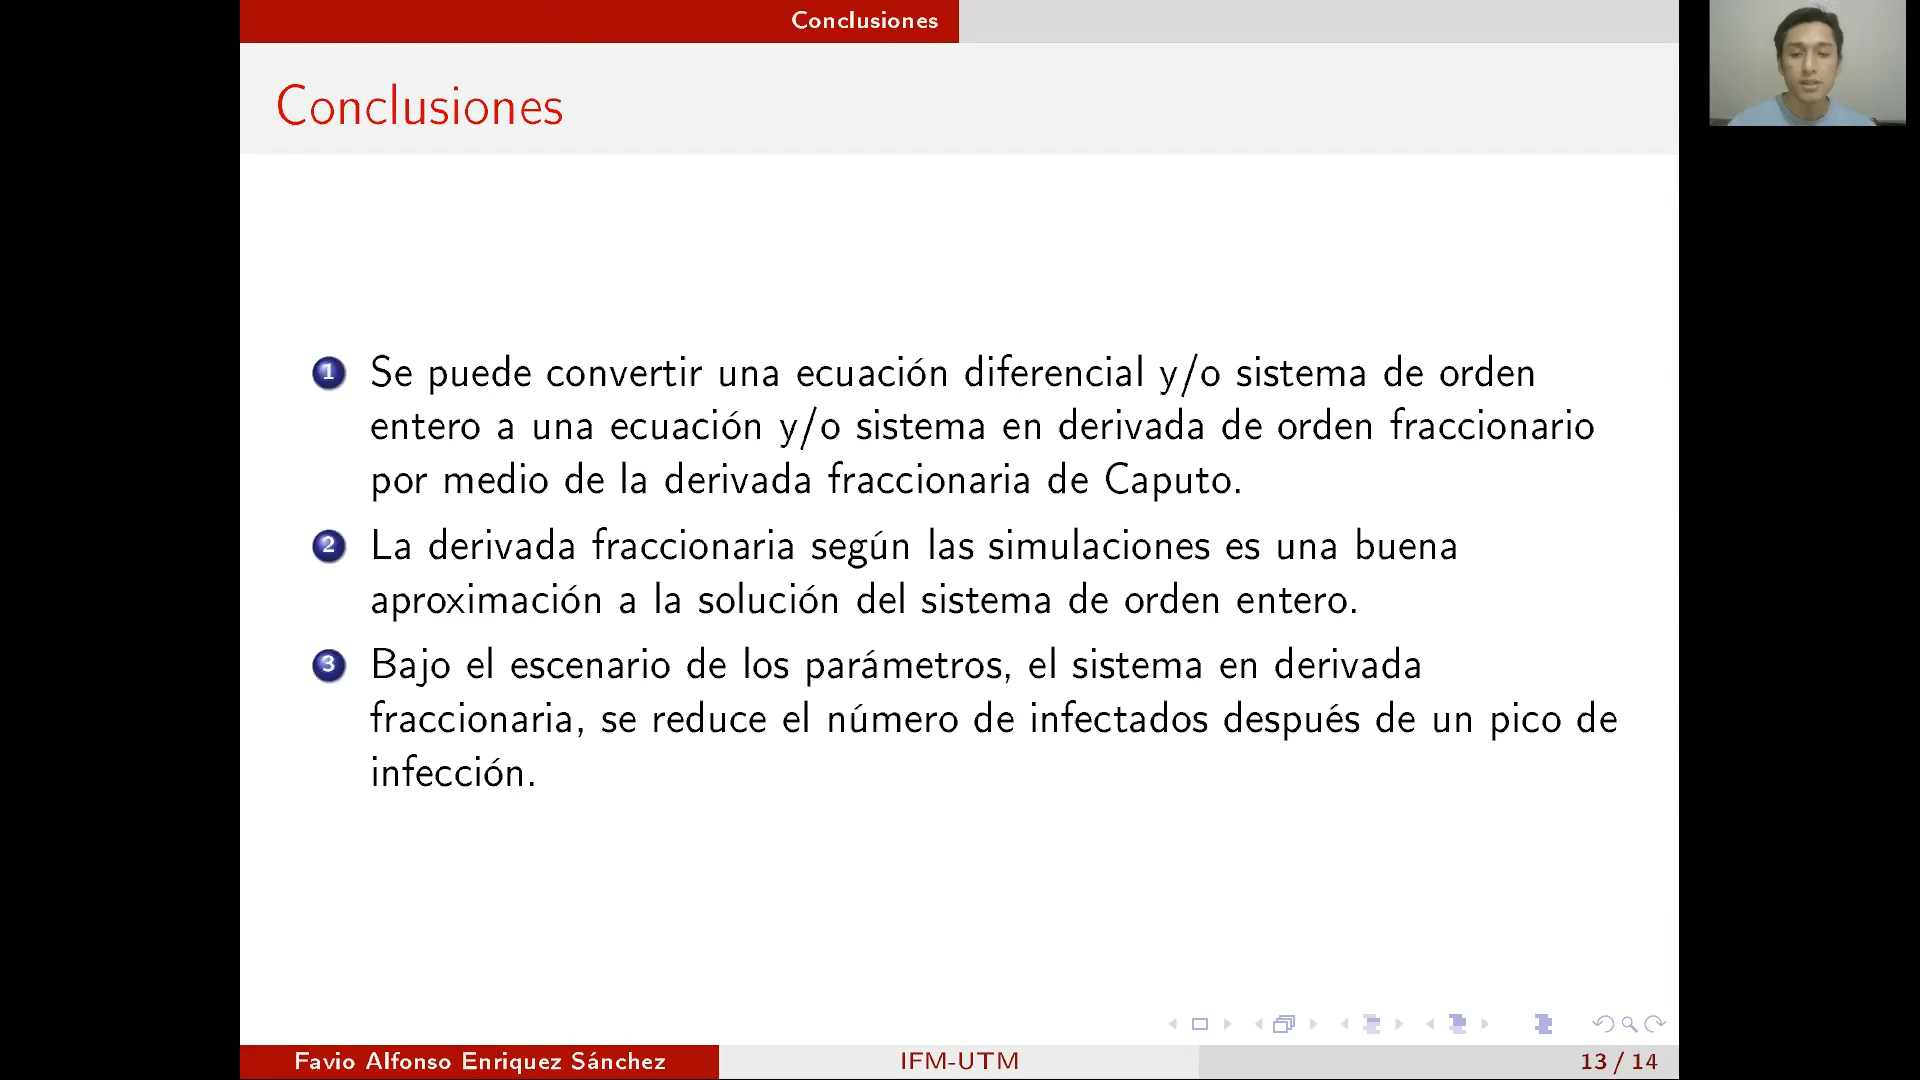 Conclusiones
Conclusiones
1 Se puede convertir una ecuación diferencial y/o sistema de orden
entero a una ecuación y/o sistema en derivada de orden fraccionario
por medio de la derivada fraccionaria de Caputo.
2 La derivada fraccionaria según las simulaciones es una buena
aproximación a la solución del sistema de orden entero.
3 Bajo el escenario de los parámetros, el sistema en derivada
fraccionaria, se reduce el número de infectados después de un pico de
infección.
Favio Alfonso Enriquez Sánchez IFM-UTM 13 / 14